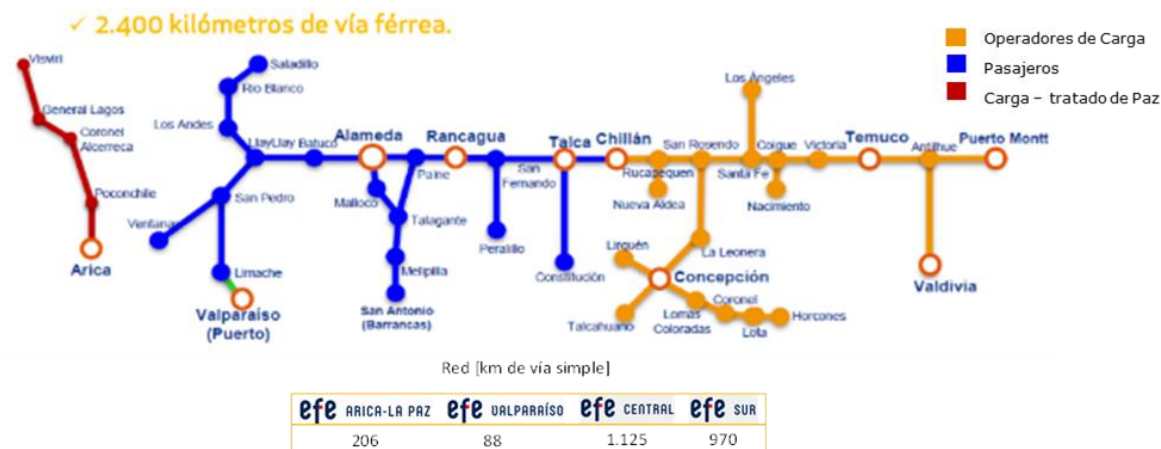 ✓ 2.400 kilómetros de vía férrea.
Operadores de Carga
Pasajeros
Carga – tratado de Paz
Visviri
General Lagos
Coronel
Alcerreca
Poconchile
Arica
Saladillo
Rio Blanco
Los Andes
LlayLlay
Batuco
Alameda
Rancagua
Talca
Chillán
San Rosendo
Los Ángeles
Coigue
Victoria
Temuco
Antilhue
Puerto Montt
Paine
San
Fernando
Rucapequen
Santa Fe
Malloco
San Pedro
Nueva Aldea
Nacimiento
Ventanas
Talagante
Peralillo
Lirquén
La Leonera
Limache
Melipilla
Constitución
Concepción
Valdivia
Valparaíso
(Puerto)
San Antonio
(Barrancas)
Talcahuano
Lomas
Coloradas
Coronel
Lota
Horcones
Red [km de vía simple]
efe ARICA-LA PAZ efe VALPARAÍSO efe CENTRAL efe SUR
206 88 1.125 970